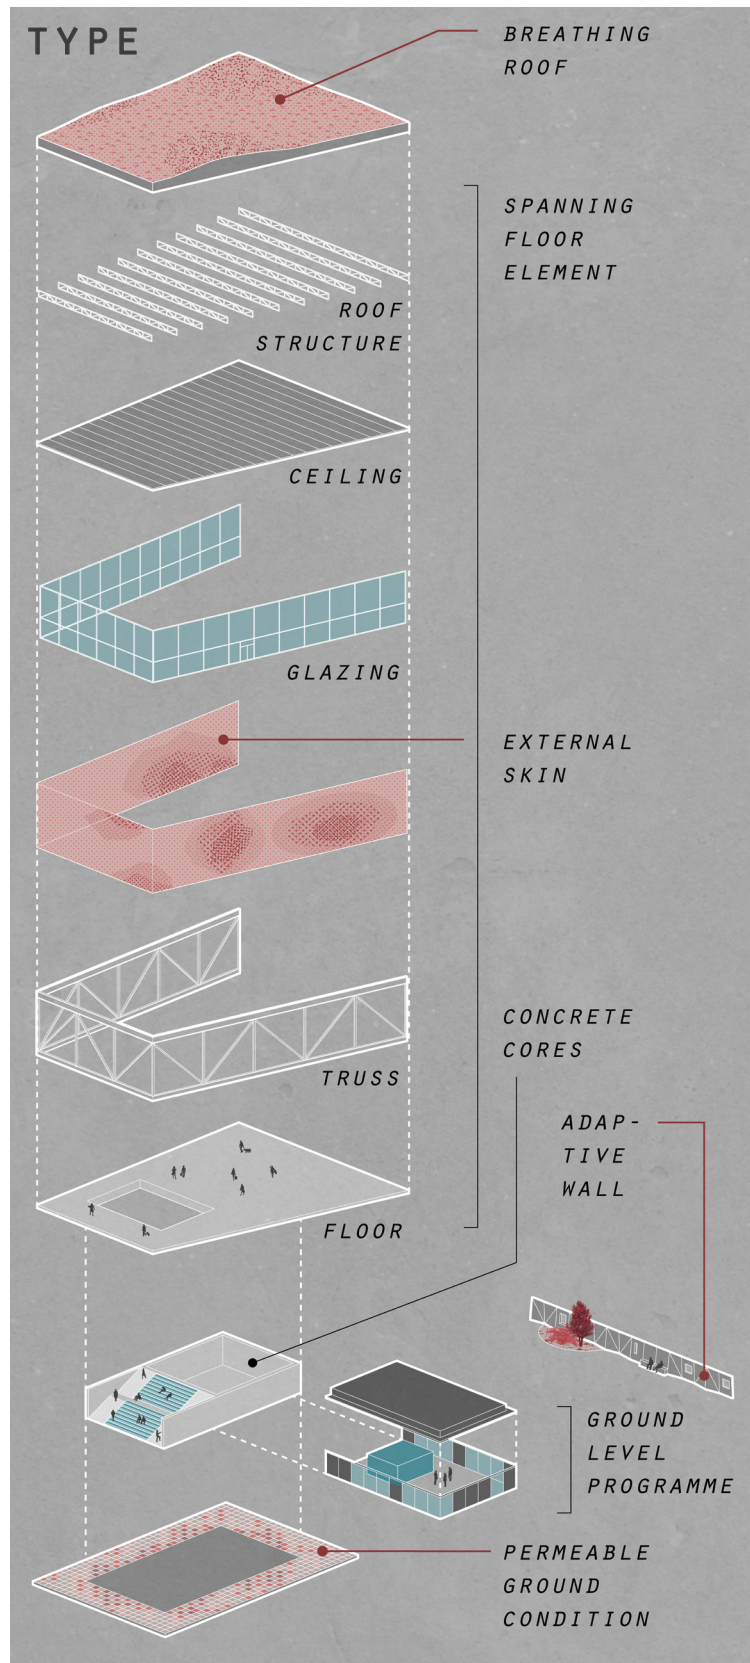 TYPE
BREATHING
ROOF
SPANNING
FLOOR
ELEMENT
ROOF
STRUCTURE
CEILING
GLAZING
EXTERNAL
SKIN
CONCRETE
CORES
TRUSS
ADAP-
TIVE
WALL
FLOOR
GROUND
LEVEL
PROGRAMME
PERMEABLE
GROUND
CONDITION